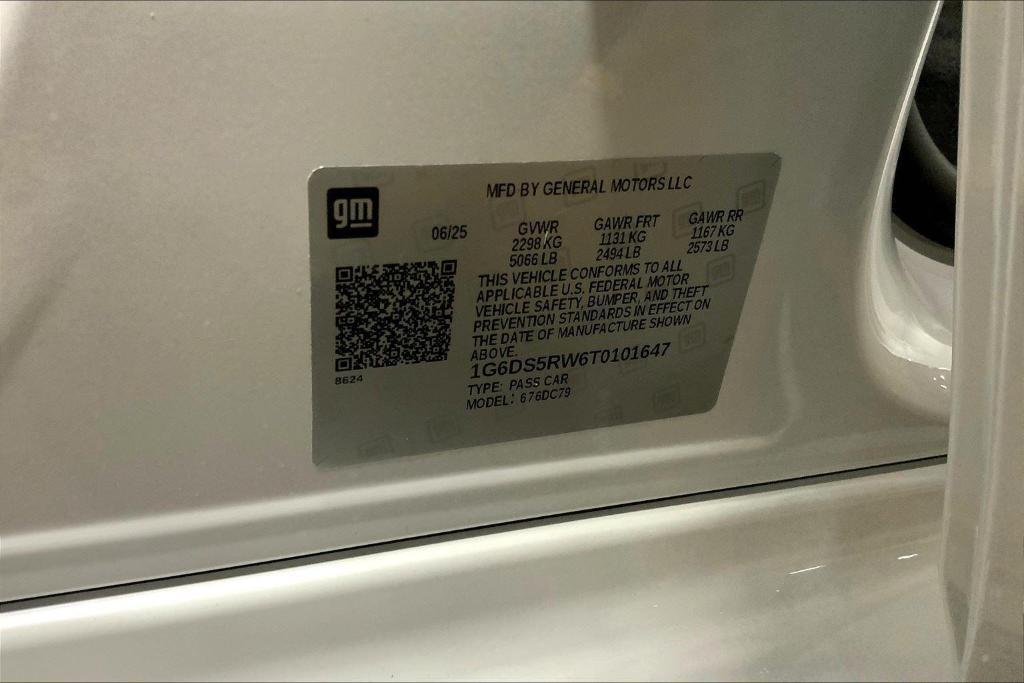 gm
MFD BY GENERAL MOTORS LLC
06/25
GVWR
2298 KG
5066 LB
GAWR FRT
1131 KG
2494 LB
GAWR RR
1167 KG
2573 LB
THIS VEHICLE CONFORMS TO ALL
APPLICABLE U.S. FEDERAL MOTOR
VEHICLE SAFETY, BUMPER, AND THEFT
PREVENTION STANDARDS IN EFFECT ON
THE DATE OF MANUFACTURE SHOWN
ABOVE.
1G6DS5RW6T0101647
TYPE: PASS CAR
MODEL: 676DC79
8624